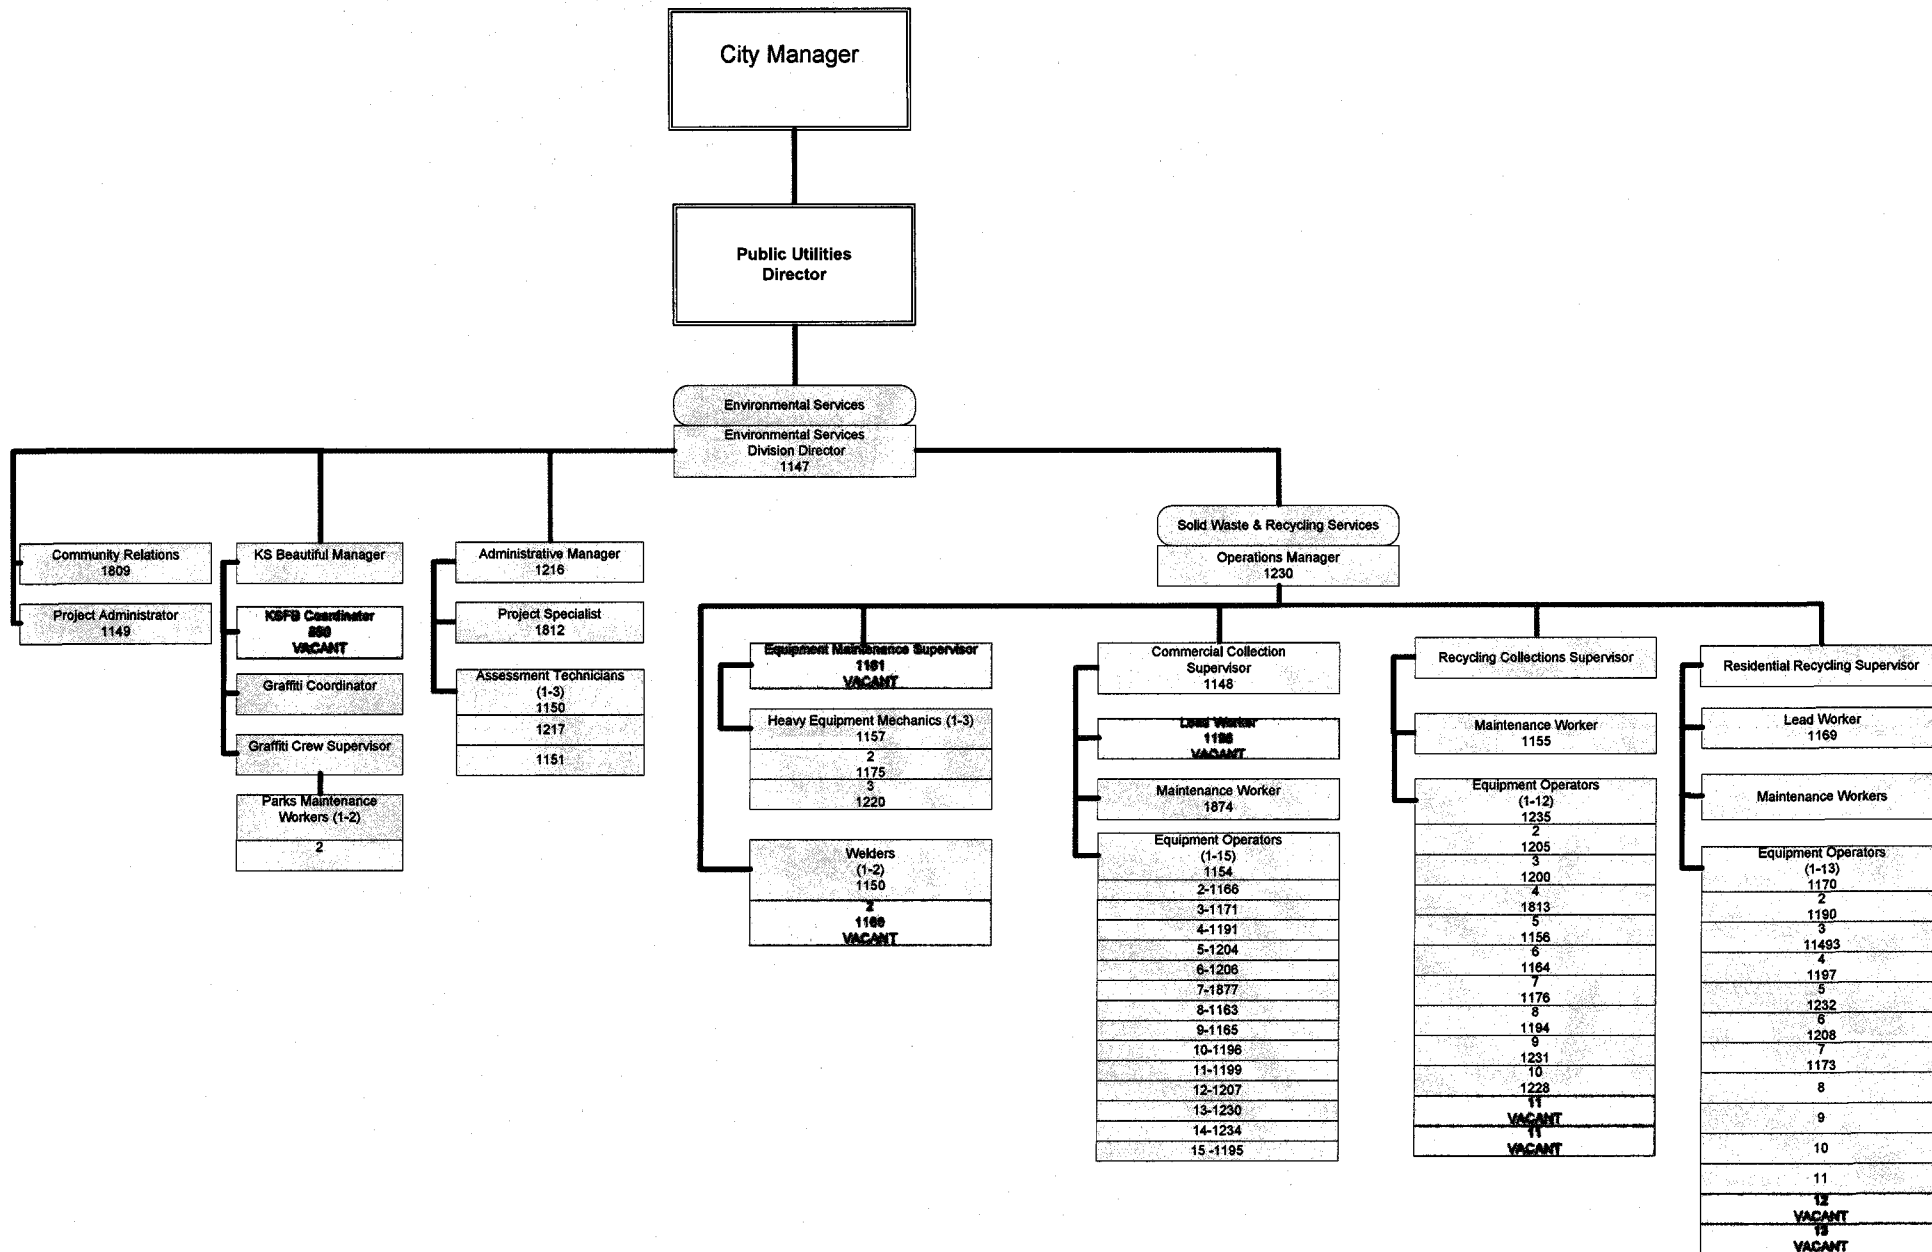 City Manager
Public Utilities
Director
Environmental Services
Environmental Services
Division Director
1147
Community Relations
1809
Project Administrator
1149
KS Beautiful Manager
KSFB Coordinator
VACANT
Graffiti Coordinator
Graffiti Crew Supervisor
Parks Maintenance
Workers (1-2)
2
Administrative Manager
1216
Project Specialist
1812
Assessment Technicians
(1-3)
1150
1217
1151
Solid Waste & Recycling Services
Operations Manager
1230
Equipment Maintenance Supervisor
1161
VACANT
Heavy Equipment Mechanics (1-3)
1157
2
1175
3
1220
Welders
(1-2)
1150
2
VACANT
Commercial Collection
Supervisor
1148
Lead Worker
VACANT
Maintenance Worker
1874
Equipment Operators
(1-15)
1154
2-1166
3-1171
4-1191
5-1204
6-1206
7-1877
8-1163
9-1165
10-1196
11-1199
12-1207
13-1230
14-1234
15 -1195
Recycling Collections Supervisor
Maintenance Worker
1155
Equipment Operators
(1-12)
1235
2
1205
3
1200
4
1813
5
1156
6
1164
7
1176
8
1194
9
1231
10
1228
11
VACANT
11
VACANT
Residential Recycling Supervisor
Lead Worker
1169
Maintenance Workers
Equipment Operators
(1-13)
1170
2
1190
3
11493
4
1197
5
1232
6
1208
7
1173
8
9
10
11
12
VACANT
13
VACANT